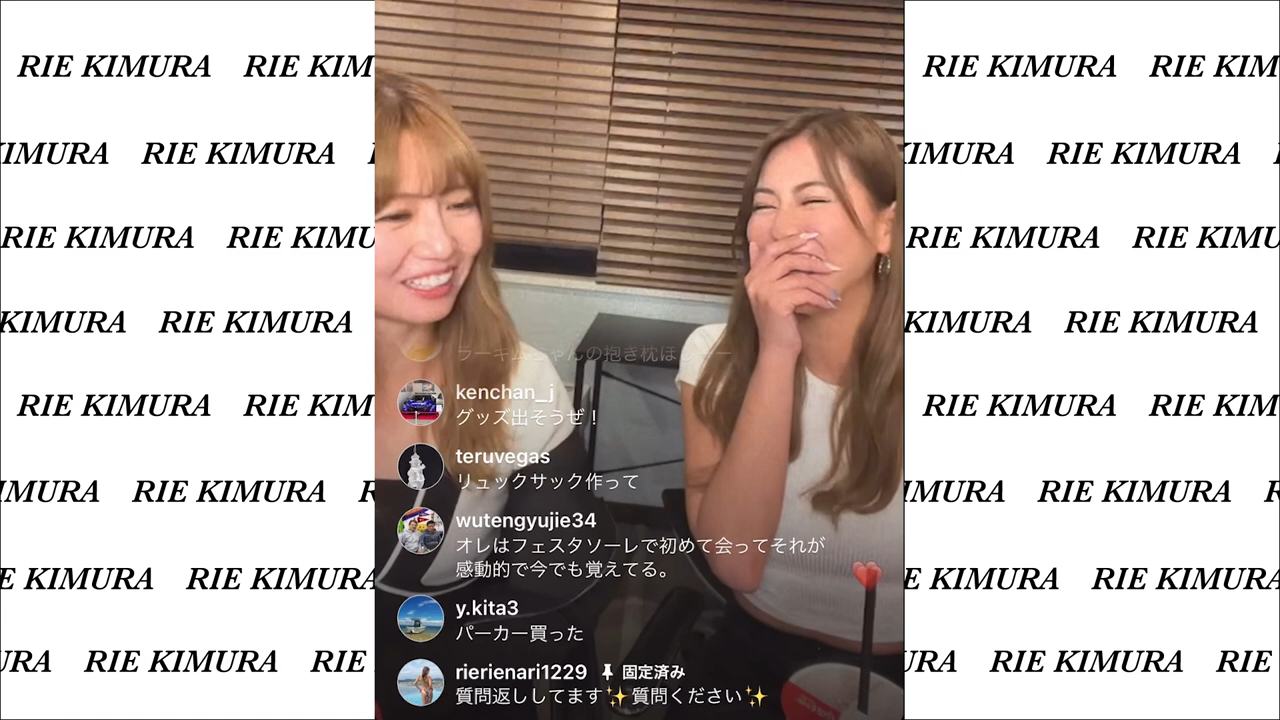 RIE KIMURA RIE KIM
IMURA RIE KIMURA
RIE KIMURA RIE KIMU
KIMURA RIE KIMURA
RIE KIMURA RIE KIM
IMURA RIE KIMURA R
E KIMURA RIE KIMURA
URA RIE KIMURA RIE
kenchan_j
グッズ出そうぜ！
teruvegas
リュックサック作って
wutengyujie34
オレはフェスタソーレで初めて会ってそれが
感動的で今でも覚えてる。
y.kita3
パーカー買った
rierienari1229 固定済み
質問返ししてます✨質問ください✨
RIE KIMURA RIE KIM
IMURA RIE KIMURA
RIE KIMURA RIE KIMU
KIMURA RIE KIMURA
RIE KIMURA RIE KIM
IMURA RIE KIMURA R
E KIMURA RIE KIMURA
URA RIE KIMURA RIE